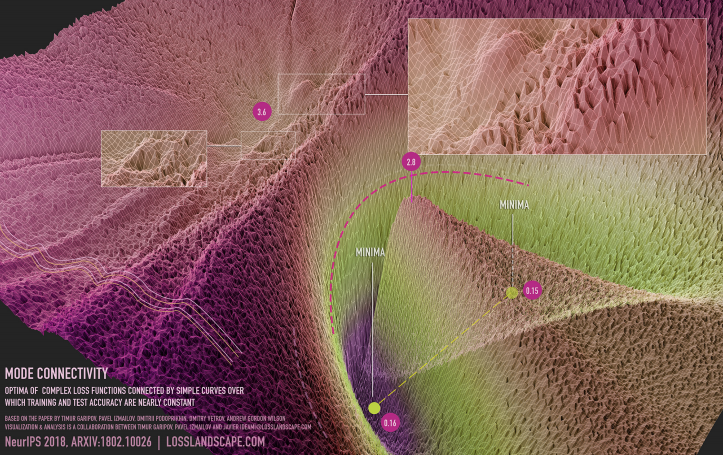 3.6
2.8
MINIMA
MINIMA
0.15
0.16
MODE CONNECTIVITY
OPTIMA OF COMPLEX LOSS FUNCTIONS CONNECTED BY SIMPLE CURVES OVER
WHICH TRAINING AND TEST ACCURACY ARE NEARLY CONSTANT
BASED ON THE PAPER BY TIMUR GARIPOV, PAVEL IZMAILOV, DMITRII PODOPRIKHIN, DMITRY VETROV, ANDREW GORDON WILSON
VISUALIZATION & ANALYSIS IS A COLLABORATION BETWEEN TIMUR GARIPOV, PAVEL IZMAILOV AND JAVIER IDEAMI@LOSSLANDSCAPE.COM
NeurIPS 2018, ARXIV:1802.10026 | LOSSLANDSCAPE.COM